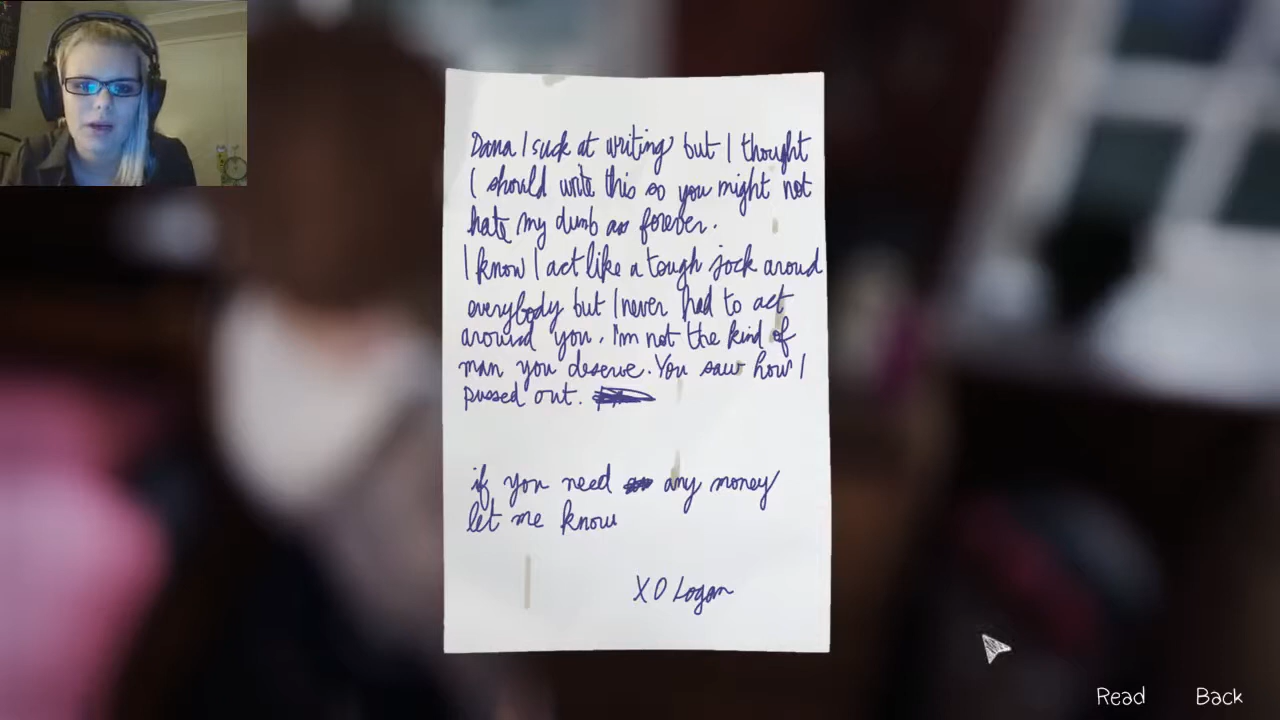 Dana I suck at writing but I thought
I should write this so you might not
hate my dumb ass forever.
I know I act like a tough jock aroud
everybody but I never had to act
around you. I'm not the kind of
man you deserve. You saw how I
pussed out.
if you need any money
let me know
XO Logan
Read Back